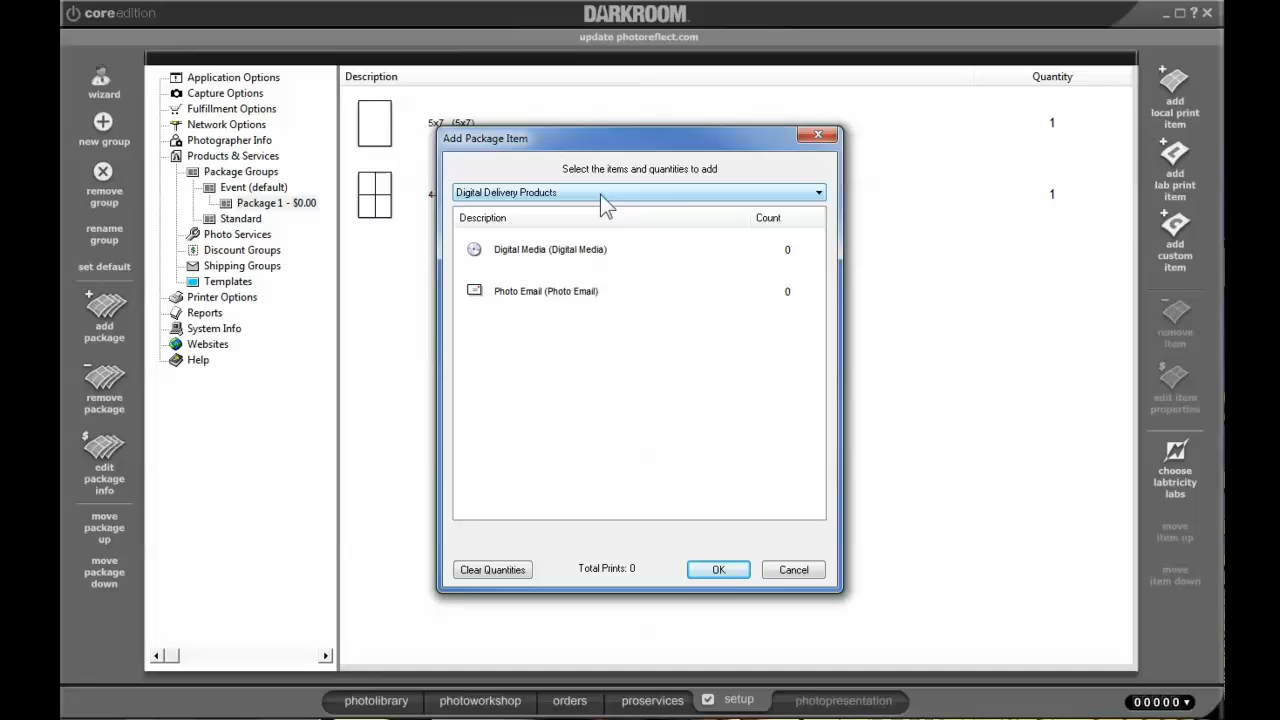 core edition
DARKROOM
update photoreflect.com
wizard
new group
remove group
rename group
set default
add package
remove package
edit package info
move package up
move package down
Application Options
Capture Options
Fulfillment Options
Network Options
Photographer Info
Products & Services
Package Groups
Event (default)
Package 1 - $0.00
Standard
Photo Services
Discount Groups
Shipping Groups
Templates
Printer Options
Reports
System Info
Websites
Help
Description
Quantity
5x7 (5x7)
1
4-
1
Add Package Item
Select the items and quantities to add
Digital Delivery Products
Description
Count
Digital Media (Digital Media)
0
Photo Email (Photo Email)
0
Clear Quantities
Total Prints: 0
OK
Cancel
add local print item
add lab print item
add custom item
remove item
edit item properties
choose labtricity labs
move item up
move item down
photolibrary
photoworkshop
orders
proservices
setup
photopresentation
00000